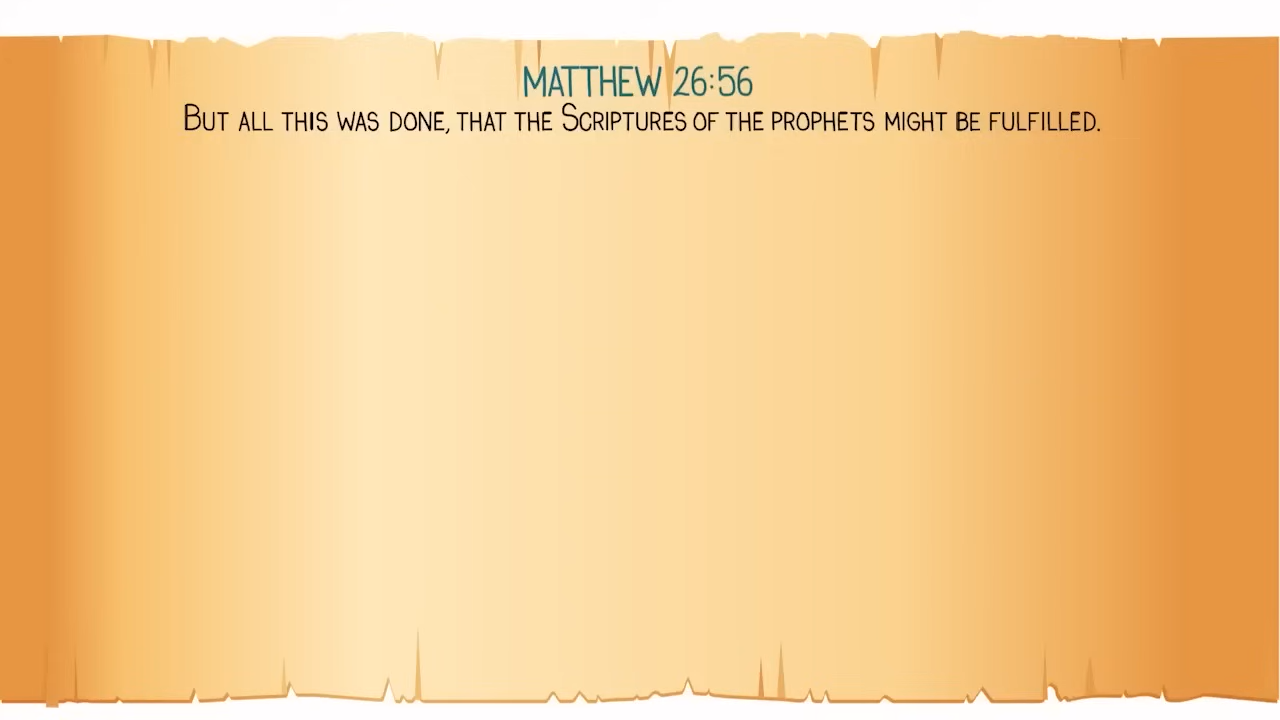 MATTHEW 26:56
BUT ALL THIS WAS DONE, THAT THE SCRIPTURES OF THE PROPHETS MIGHT BE FULFILLED.